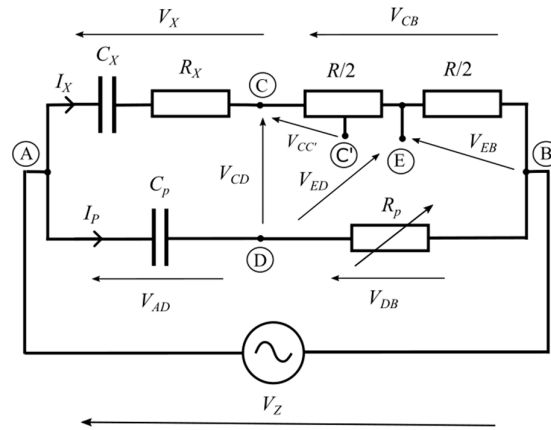 V_X V_CB
C_X
I_X R_X C R/2 R/2
A V_CC' C' E V_EB B
C_p V_CD V_ED R_p
I_P
D
V_AD V_DB
V_Z